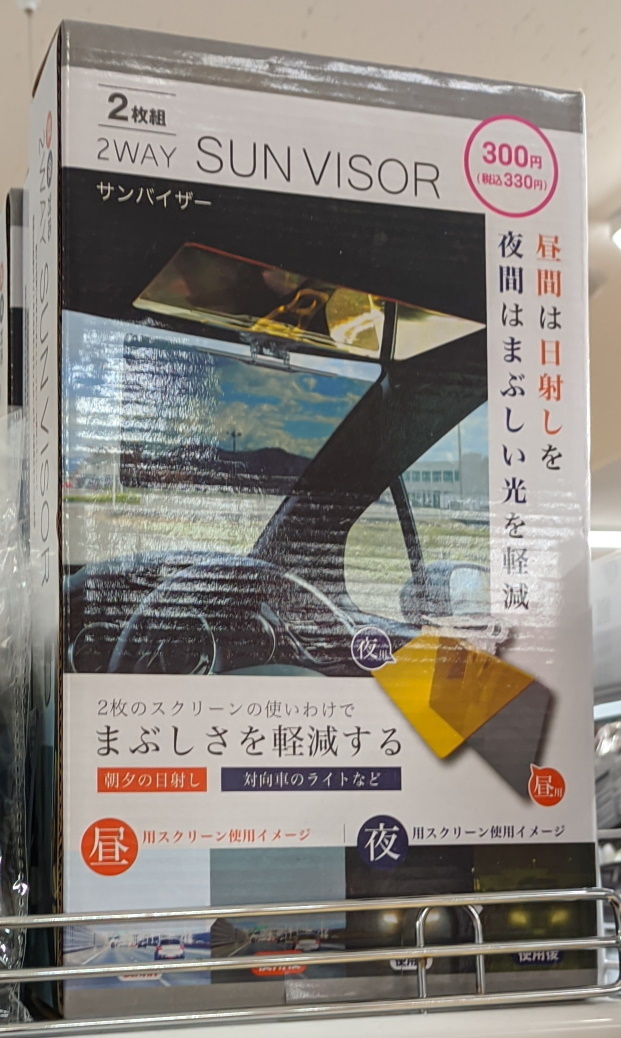 2枚組
2WAY SUN VISOR
サンバイザー
300円
(税込330円)
昼間は日射しを
夜間はまぶしい光を軽減
夜用
2枚のスクリーンの使いわけで
まぶしさを軽減する
朝夕の日射し
対向車のライトなど
昼用
昼用スクリーン使用イメージ
夜用スクリーン使用イメージ
使用後
SUN VISOR